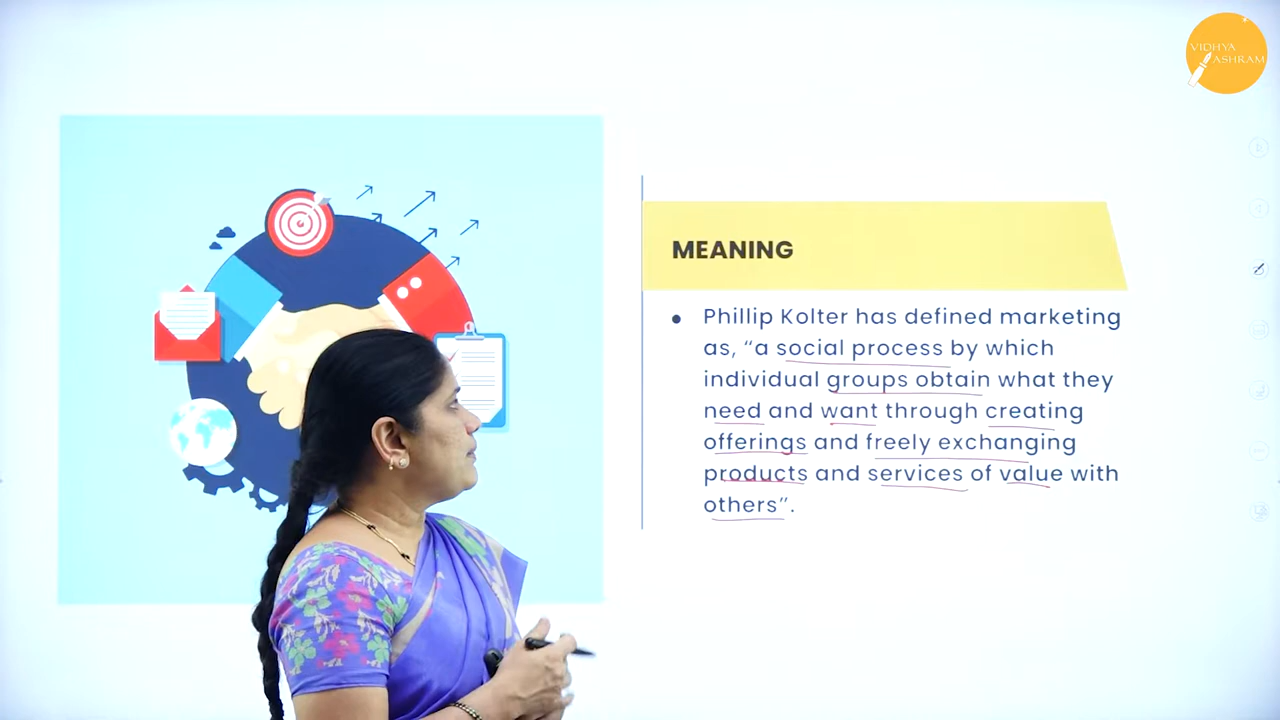 VIDHYA
ASHRAM
MEANING
• Phillip Kolter has defined marketing
as, “a social process by which
individual groups obtain what they
need and want through creating
offerings and freely exchanging
products and services of value with
others”.